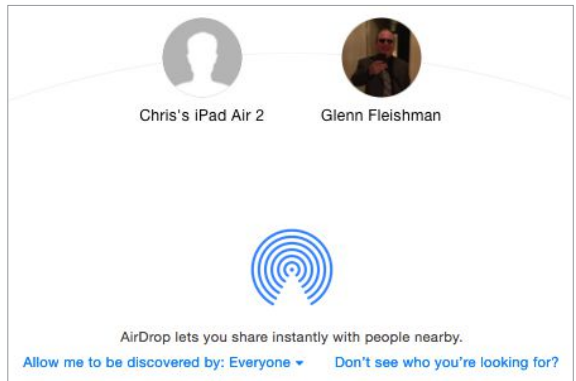 Chris's iPad Air 2
Glenn Fleishman
AirDrop lets you share instantly with people nearby.
Allow me to be discovered by: Everyone
Don't see who you're looking for?